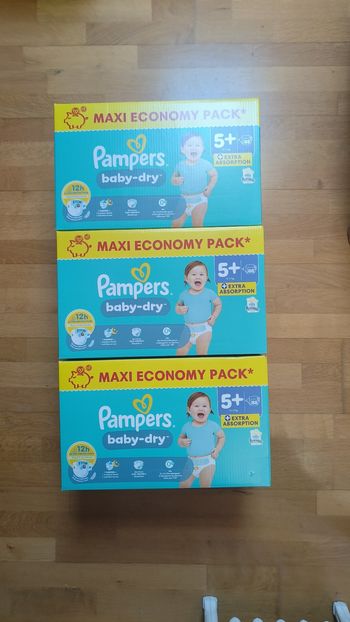 MAXI ECONOMY PACK*
Pampers
baby-dry
5+
+EXTRA
ABSORPTION
12h
MAXI ECONOMY PACK*
Pampers
baby-dry
5+
+EXTRA
ABSORPTION
12h
MAXI ECONOMY PACK*
Pampers
baby-dry
5+
+EXTRA
ABSORPTION
12h